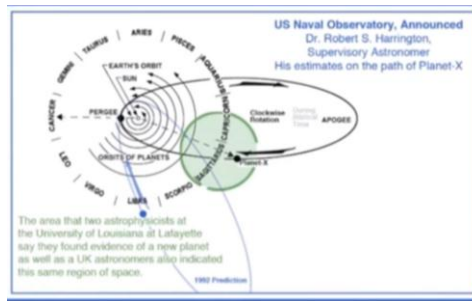 US Naval Observatory, Announced
Dr. Robert S. Harrington,
Supervisory Astronomer
His estimates on the path of Planet-X
ARIES
TAURUS
PISCES
GEMINI
AQUARIUS
EARTH'S ORBIT
SUN
CANCER
PERGEE
CAPRICORN
Clockwise
Rotation
APOGEE
LEO
ORBITS OF PLANETS
SAGITTARIUS
Planet-X
VIRGO
LIBRA
SCORPIO
The area that two astrophysicists at
the University of Louisiana at Lafayette
say they found evidence of a new planet
as well as a UK astronomers also indicated
this same region of space.
1992 Prediction